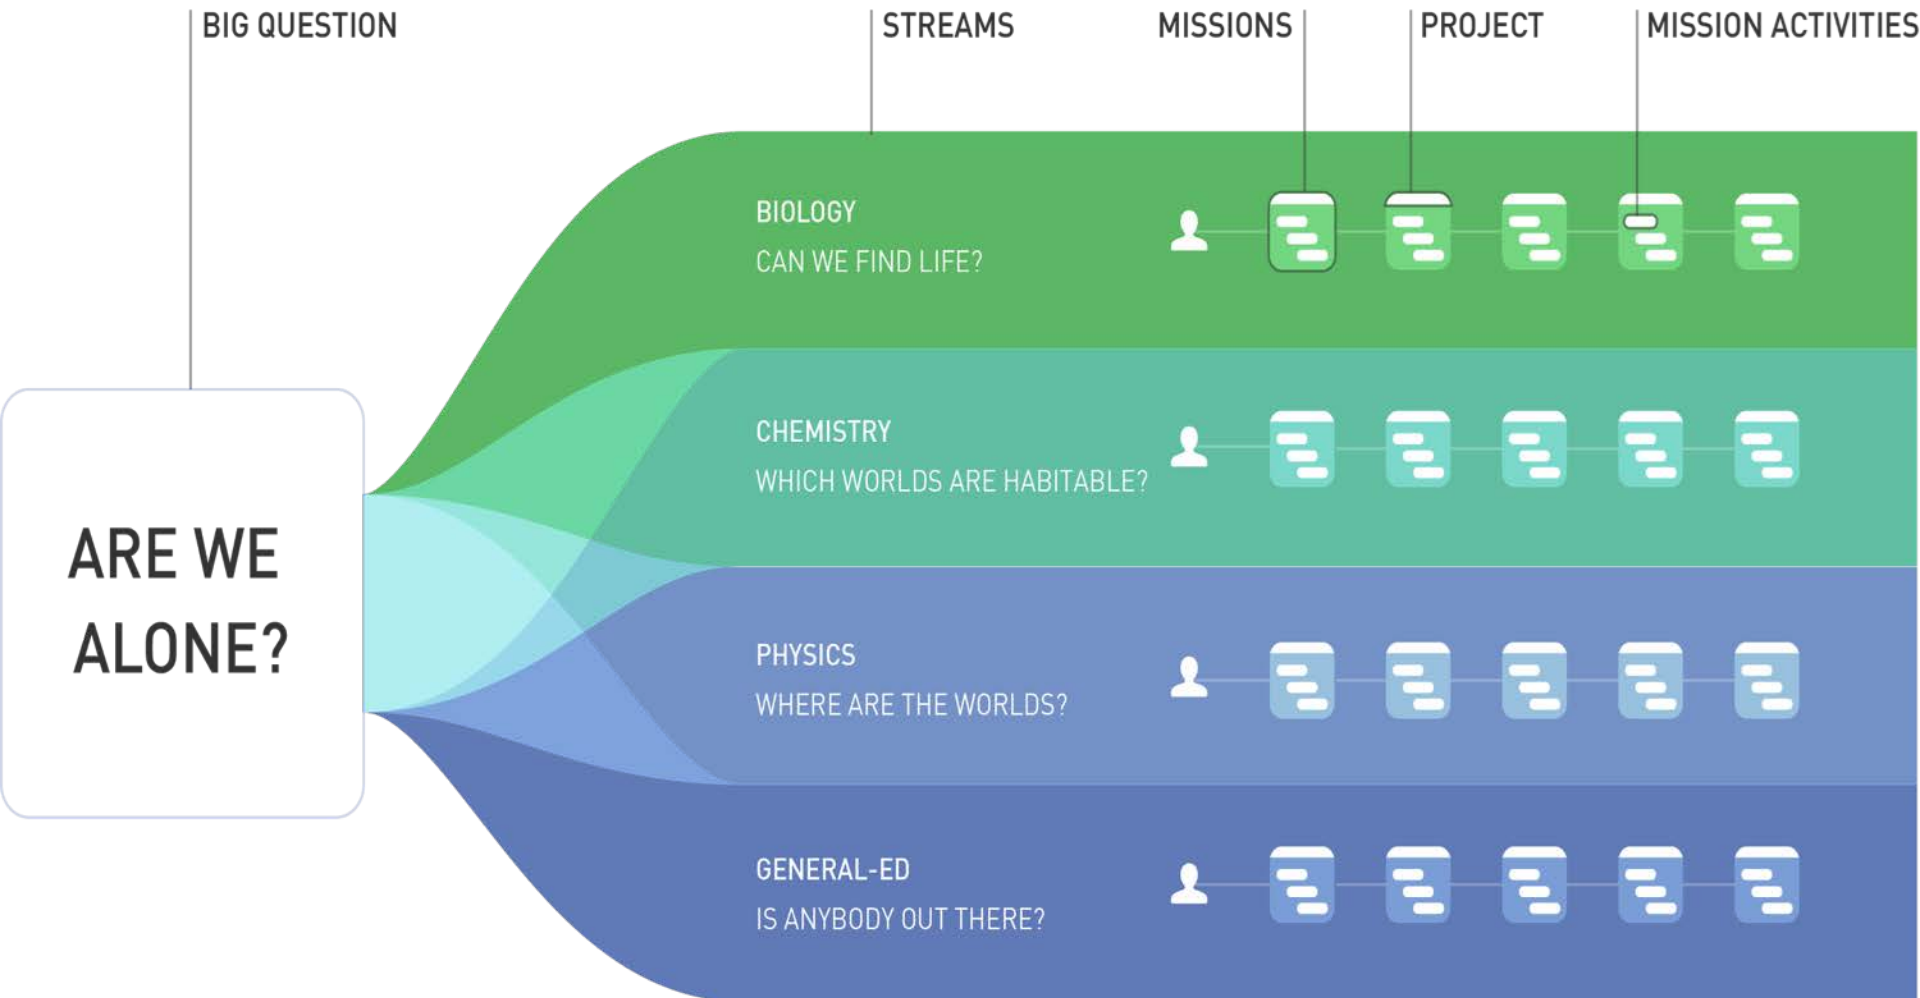 BIG QUESTION
STREAMS
MISSIONS
PROJECT
MISSION ACTIVITIES
BIOLOGY
CAN WE FIND LIFE?
CHEMISTRY
WHICH WORLDS ARE HABITABLE?
ARE WE
ALONE?
PHYSICS
WHERE ARE THE WORLDS?
GENERAL-ED
IS ANYBODY OUT THERE?